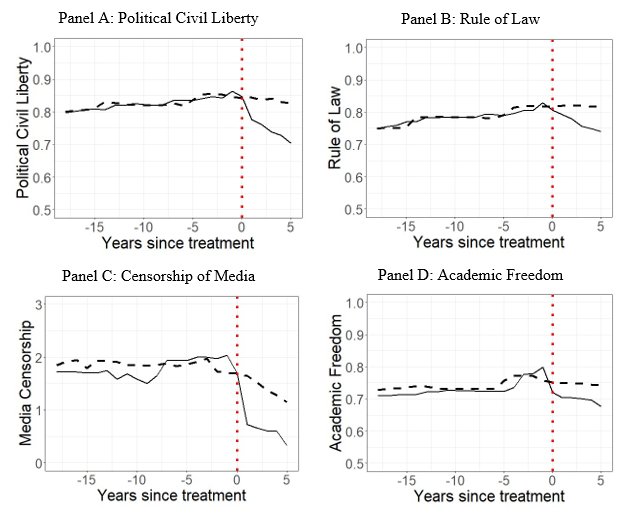 Panel A: Political Civil Liberty
Political Civil Liberty
1.0
0.9
0.8
0.7
0.6
0.5
-15 -10 -5 0 5
Years since treatment
Panel B: Rule of Law
Rule of Law
1.0
0.9
0.8
0.7
0.6
0.5
-15 -10 -5 0 5
Years since treatment
Panel C: Censorship of Media
Media Censorship
3
2
1
0
-15 -10 -5 0 5
Years since treatment
Panel D: Academic Freedom
Academic Freedom
1.0
0.9
0.8
0.7
0.6
0.5
-15 -10 -5 0 5
Years since treatment